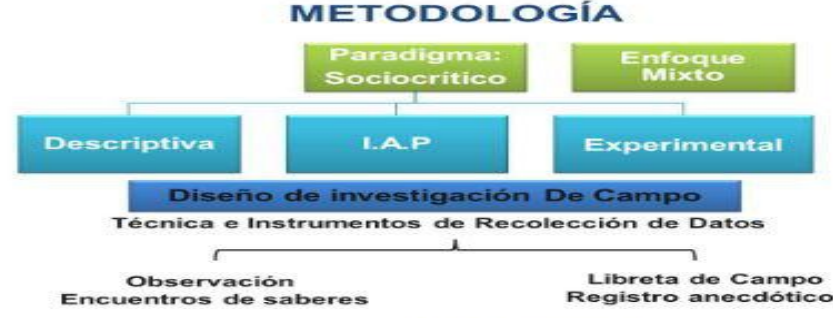 METODOLOGÍA
Paradigma:
Sociocrítico
Enfoque
Mixto
Descriptiva
I.A.P
Experimental
Diseño de investigación De Campo
Técnica e Instrumentos de Recolección de Datos
Observación
Encuentros de saberes
Libreta de Campo
Registro anecdótico